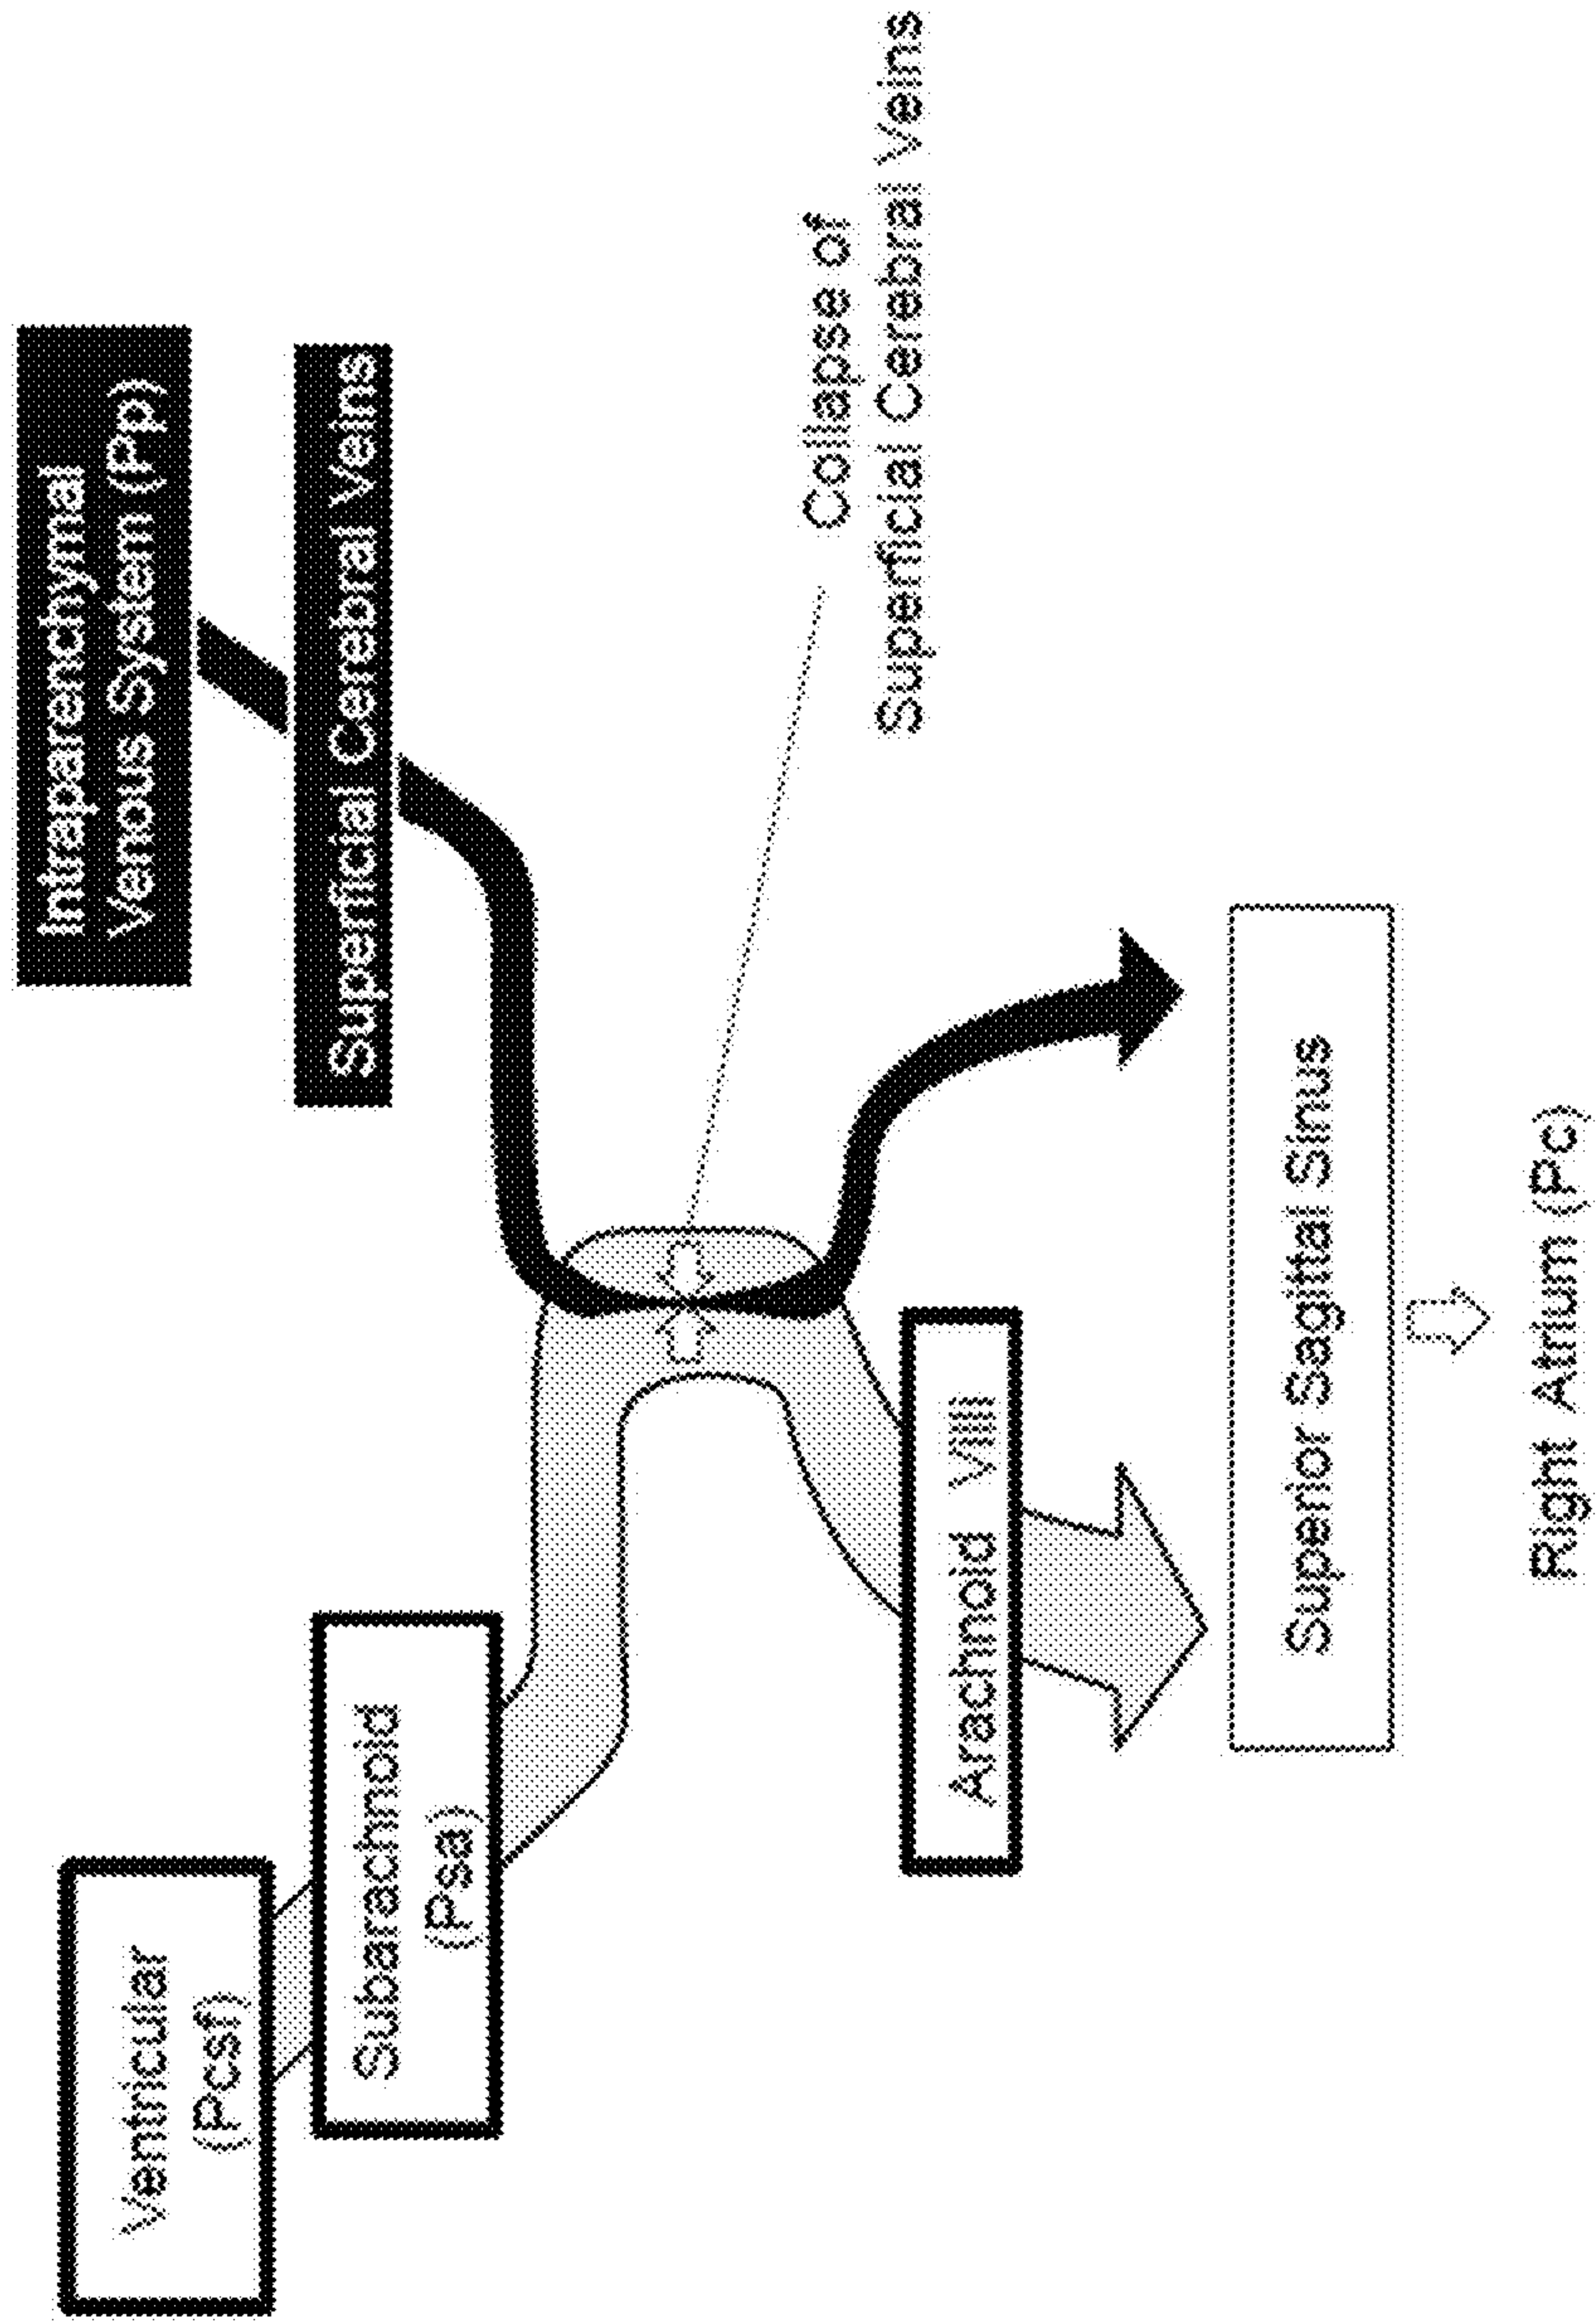 Ventricular
(Pcsf)
Subarachnoid
(Psa)
Intraparenchymal
Venous System (Pp)
Superficial Cerebral Veins
Collapse of
Superficial Cerebral Veins
Arachnoid Villi
Superior Sagittal Sinus
Right Atrium (Pc)